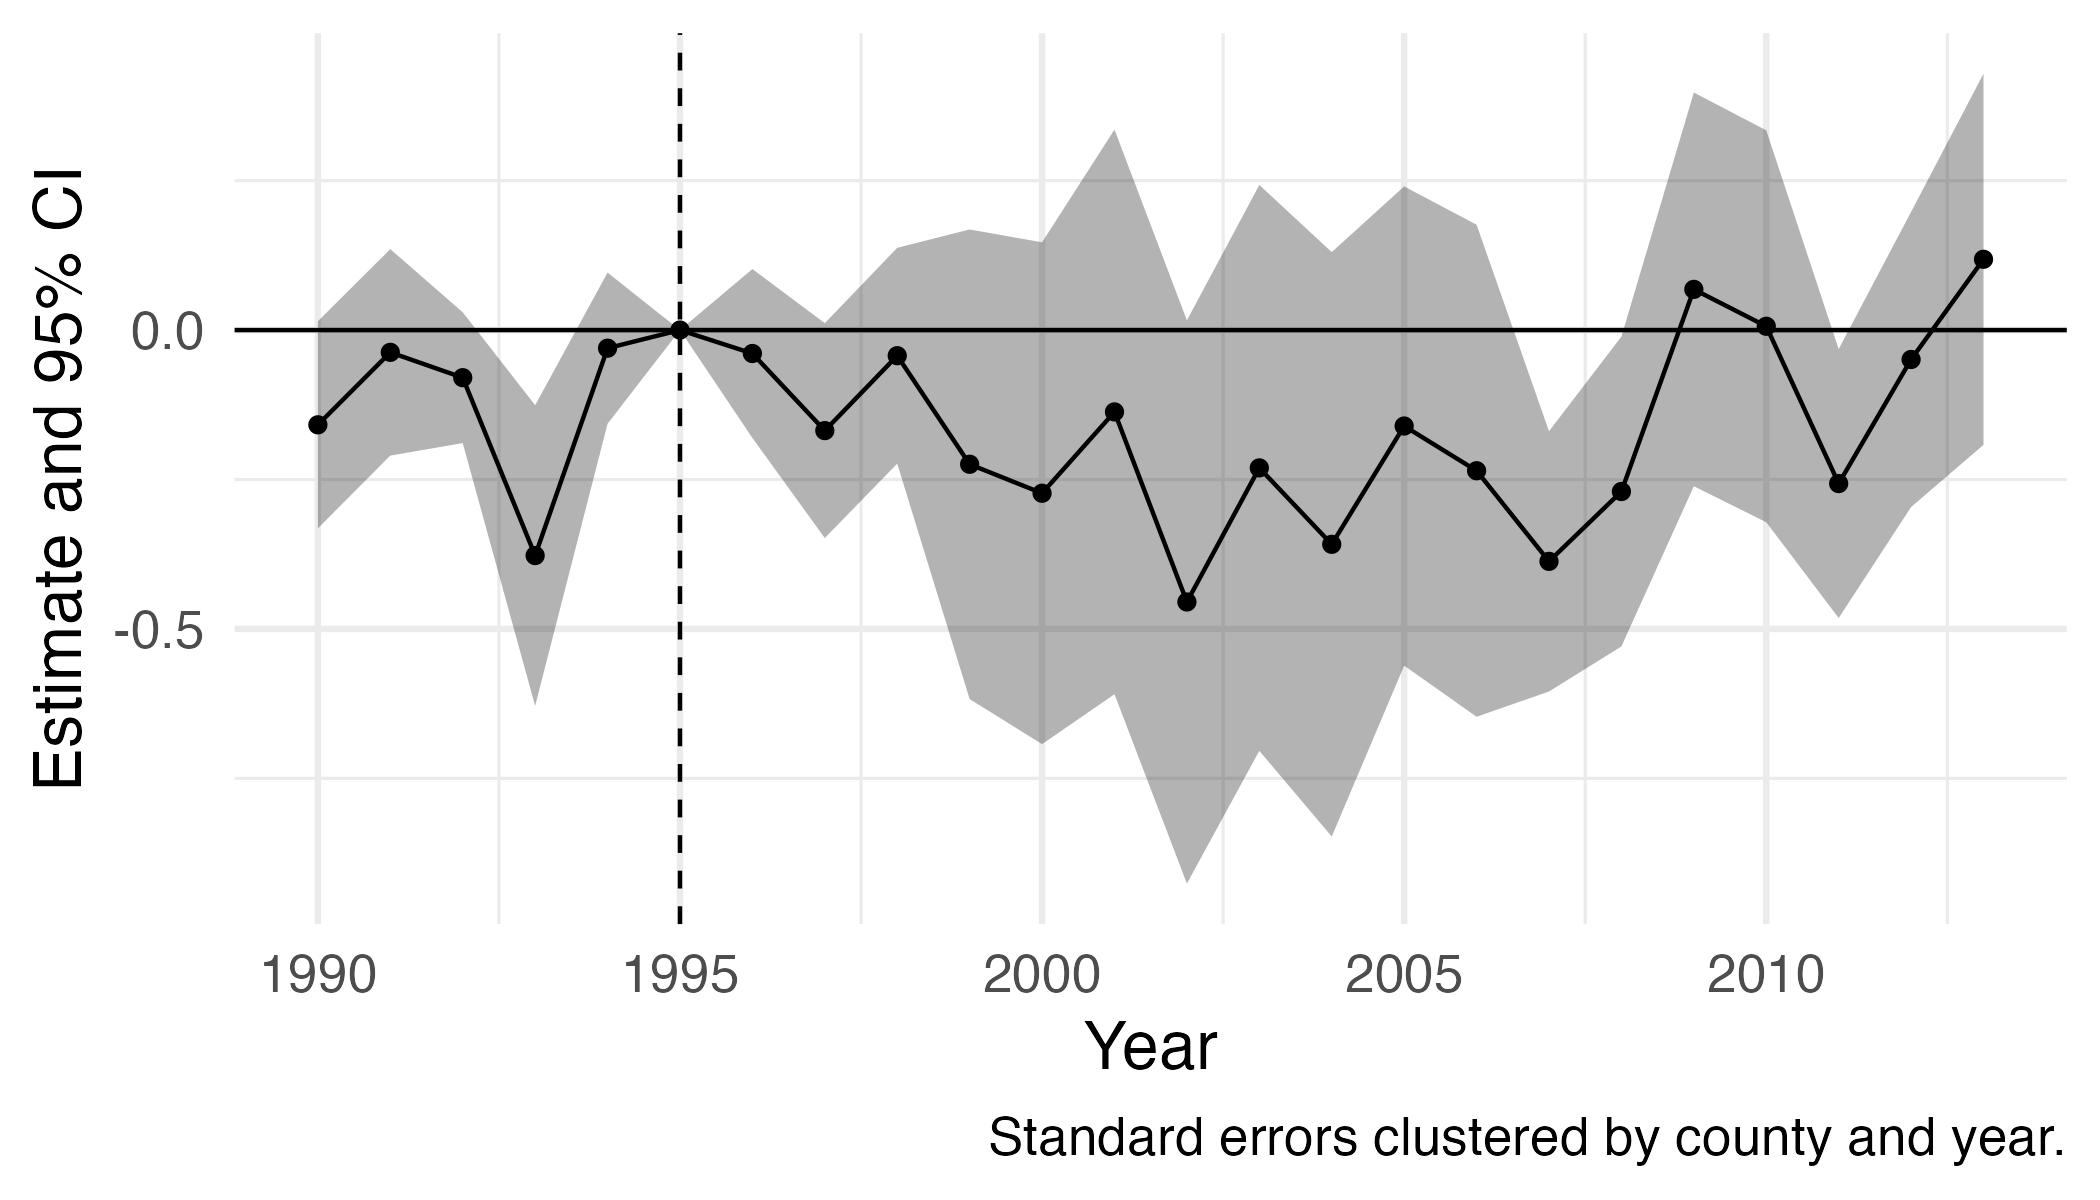 Estimate and 95% CI
0.0
-0.5
1990 1995 2000 2005 2010
Year
Standard errors clustered by county and year.